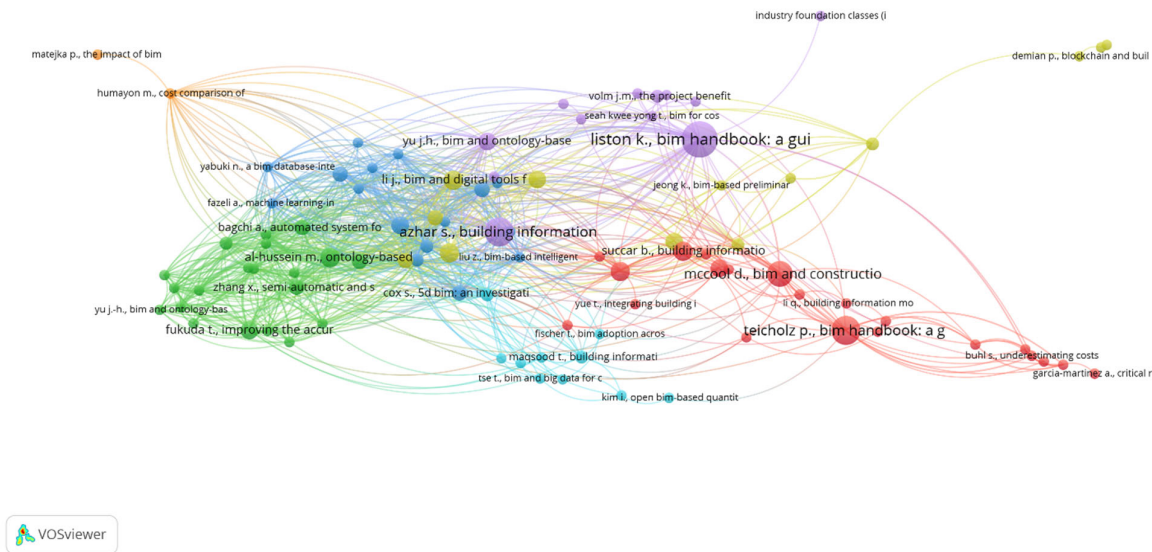 industry foundation classes (i
matejka p., the impact of bim
demian p., blockchain and buil
humayon m., cost comparison of
volm j.m., the project benefit
seah kwee yong t., bim for cos
yu j.h., bim and ontology-base
liston k., bim handbook: a gui
yabuki n., a bim-database-inte
li j., bim and digital tools f
jeong k., bim-based preliminar
fazeli a., machine learning-in
bagchi a., automated system fo
azhar s., building information
al-hussein m., ontology-based
liu z., bim-based intelligent
succar b., building informatio
mccool d., bim and constructio
zhang x., semi-automatic and s
cox s., 5d bim: an investigati
yue t., integrating building i
li q., building information mo
yu j.-h., bim and ontology-bas
fukuda t., improving the accur
fischer t., bim adoption acros
teicholz p., bim handbook: a g
maqsood t., building informati
buhl s., underestimating costs
tse t., bim and big data for c
garcia-martinez a., critical r
kim i., open bim-based quantit
VOSviewer